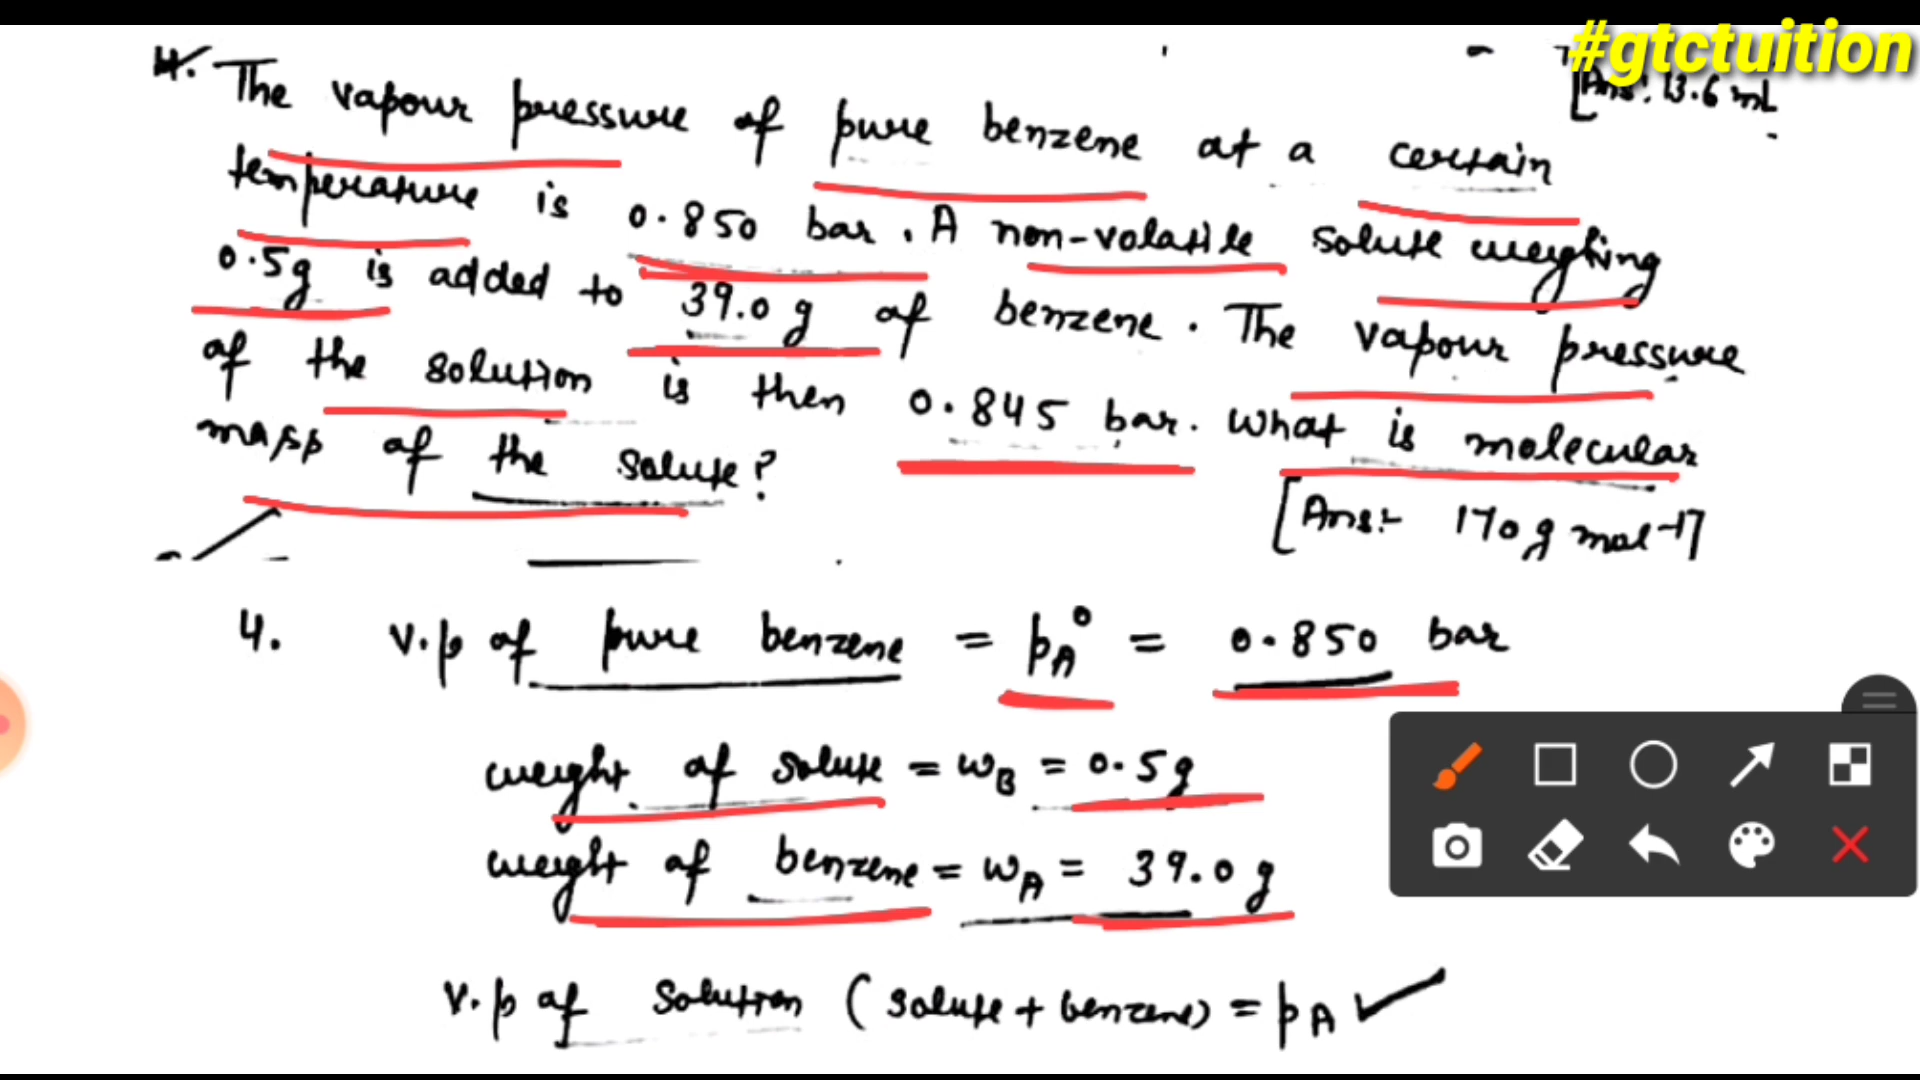 #gtctuition
[Ans: 13.6 mL
4. The vapour pressure of pure benzene at a certain
temperature is 0.850 bar. A non-volatile solute weighing
0.5g is added to 39.0 g of benzene. The vapour pressure
of the solution is then 0.845 bar. What is molecular
mass of the solute?
[Ans:- 170 g mol⁻¹]
4. V.p of pure benzene = pA° = 0.850 bar
weight of solute = wB = 0.5g
weight of benzene = wA = 39.0 g
V.p of solution (solute + benzene) = pA